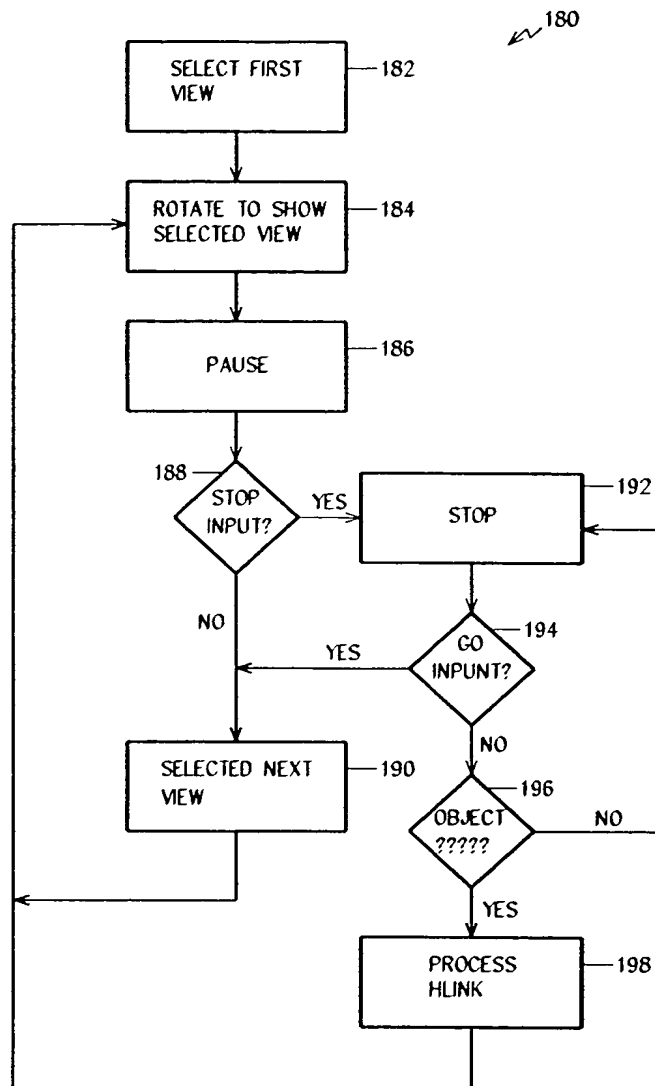 180
SELECT FIRST
VIEW
182
ROTATE TO SHOW
SELECTED VIEW
184
PAUSE
186
188
STOP
INPUT?
YES
STOP
192
NO
YES
GO
INPUNT?
194
NO
SELECTED NEXT
VIEW
190
196
OBJECT
?????
NO
YES
PROCESS
HLINK
198